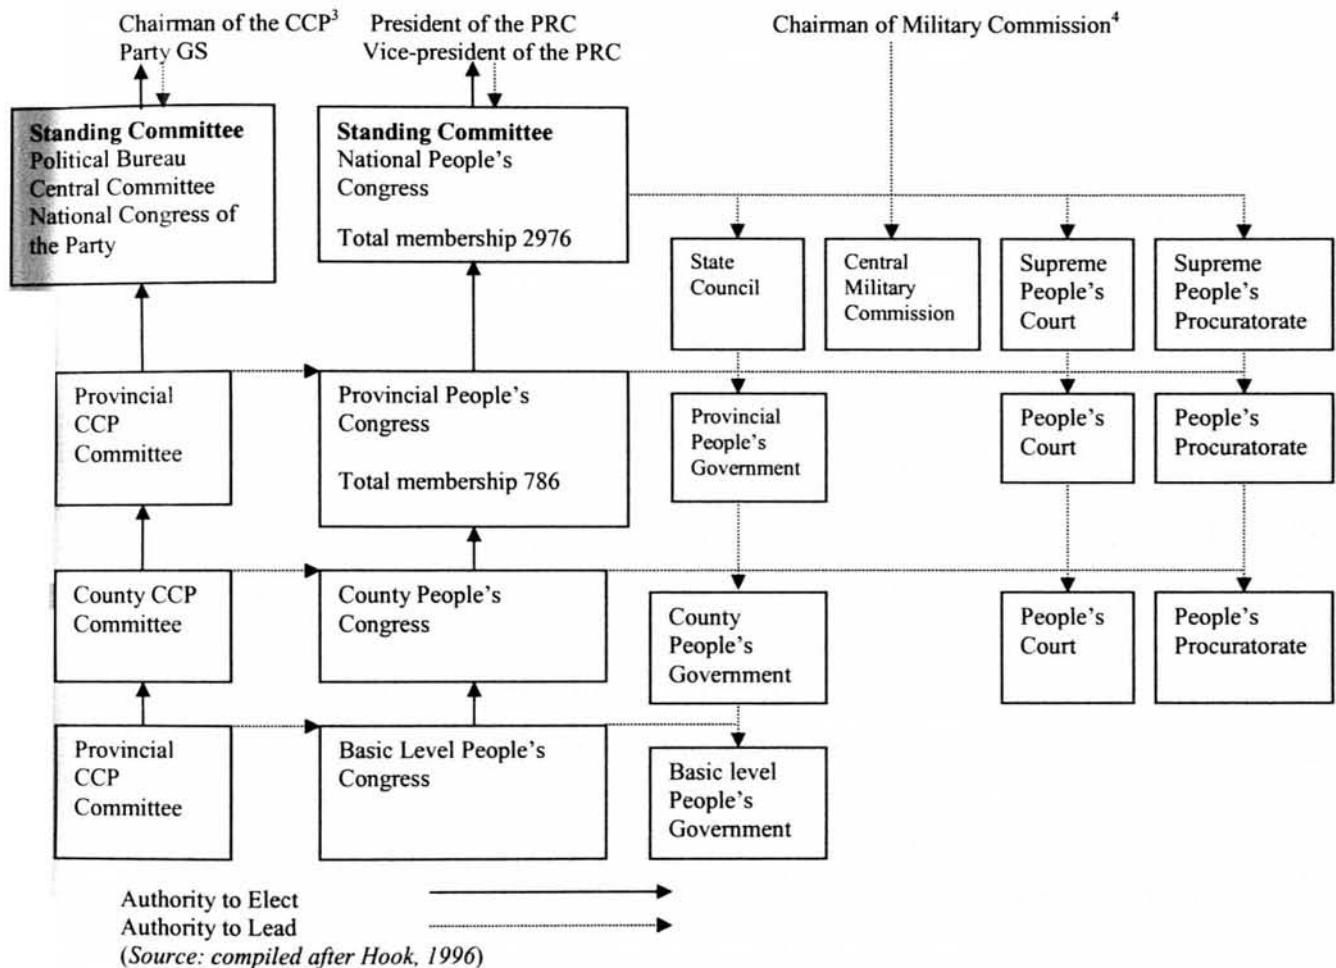 Chairman of the CCP³
Party GS
President of the PRC
Vice-president of the PRC
Chairman of Military Commission⁴
Standing Committee
Political Bureau
Central Committee
National Congress of
the Party
Standing Committee
National People's
Congress
Total membership 2976
State
Council
Central
Military
Commission
Supreme
People's
Court
Supreme
People's
Procuratorate
Provincial
CCP
Committee
Provincial People's
Congress
Total membership 786
Provincial
People's
Government
People's
Court
People's
Procuratorate
County CCP
Committee
County People's
Congress
County
People's
Government
People's
Court
People's
Procuratorate
Provincial
CCP
Committee
Basic Level People's
Congress
Basic level
People's
Government
Authority to Elect
Authority to Lead
(Source: compiled after Hook, 1996)